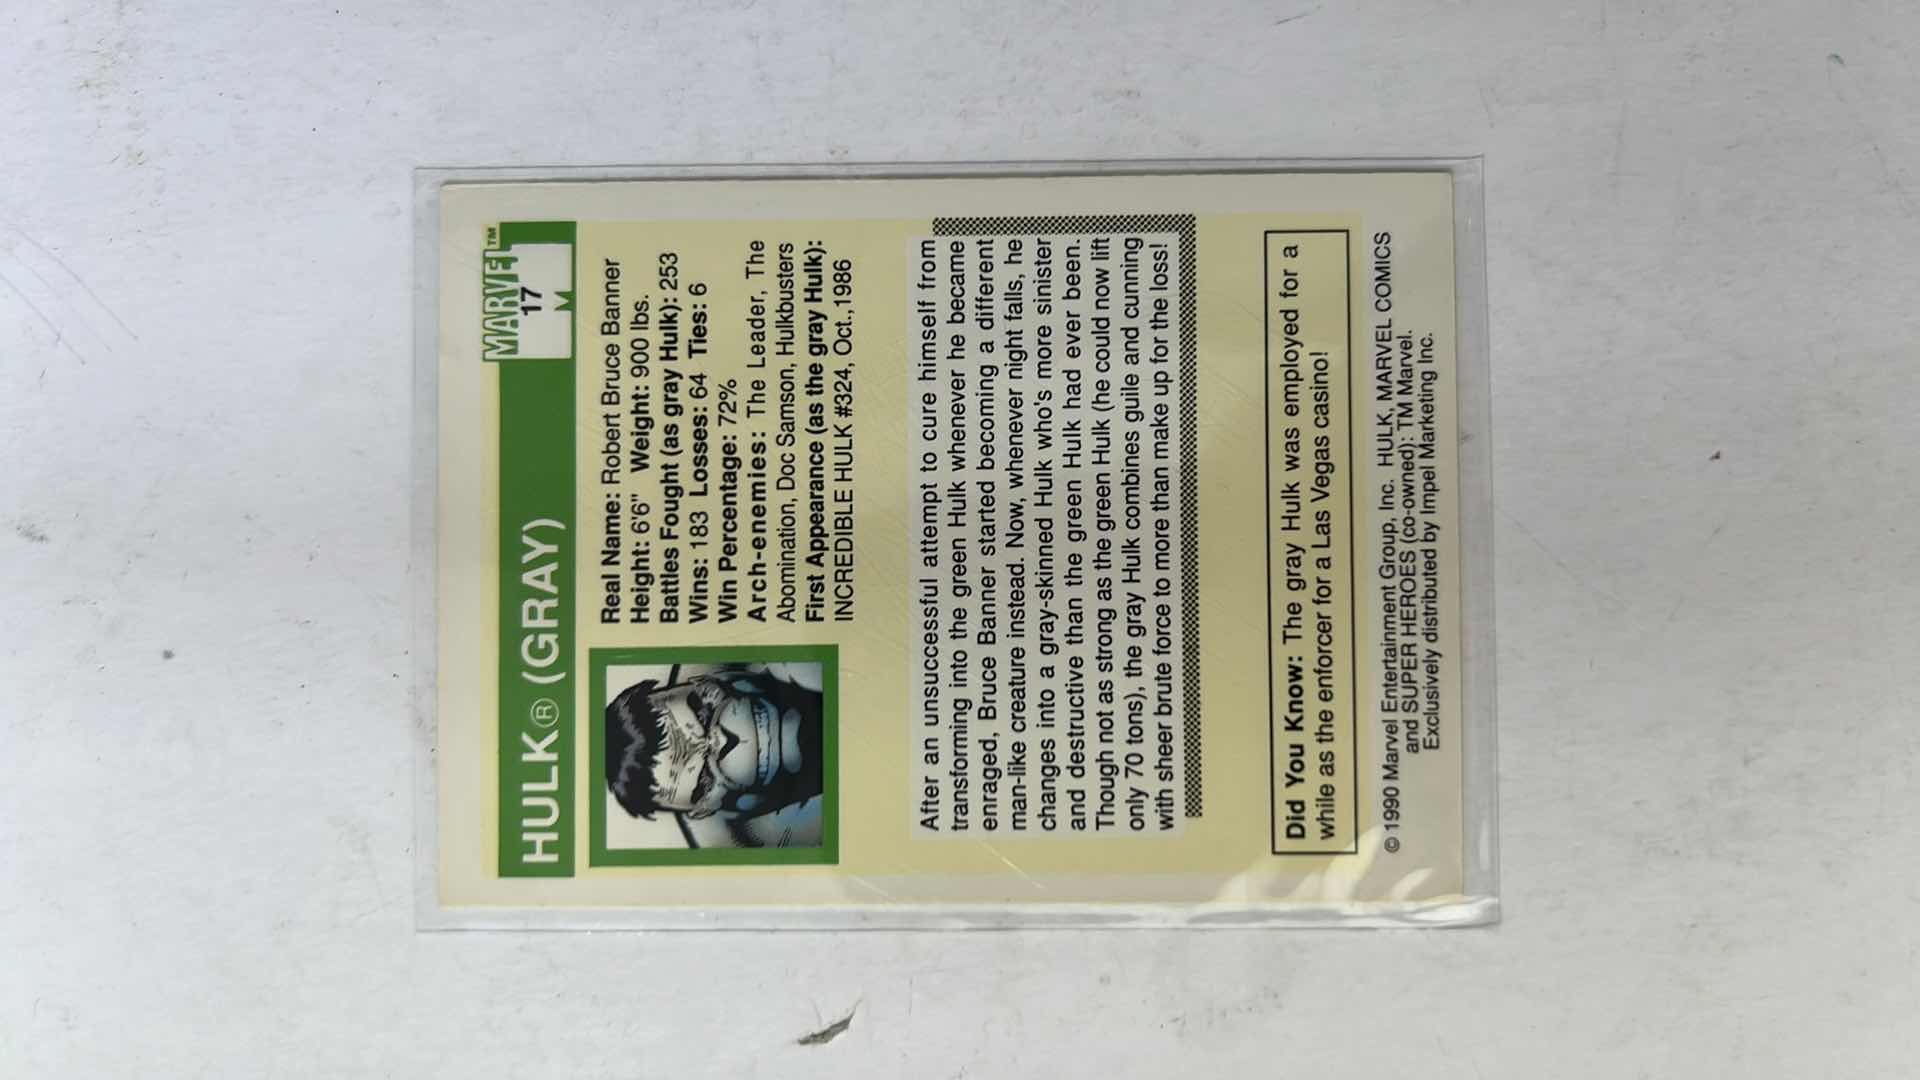 MARVEL™
17
HULK® (GRAY)
Real Name: Robert Bruce Banner
Height: 6'6" Weight: 900 lbs.
Battles Fought (as gray Hulk): 253
Wins: 183 Losses: 64 Ties: 6
Win Percentage: 72%
Arch-enemies: The Leader, The
Abomination, Doc Samson, Hulkbusters
First Appearance (as the gray Hulk):
INCREDIBLE HULK #324, Oct., 1986
After an unsuccessful attempt to cure himself from
transforming into the green Hulk whenever he became
enraged, Bruce Banner started becoming a different
man-like creature instead. Now, whenever night falls, he
changes into a gray-skinned Hulk who's more sinister
and destructive than the green Hulk had ever been.
Though not as strong as the green Hulk (he could now lift
only 70 tons), the gray Hulk combines guile and cunning
with sheer brute force to more than make up for the loss!
Did You Know: The gray Hulk was employed for a
while as the enforcer for a Las Vegas casino!
© 1990 Marvel Entertainment Group, Inc. HULK, MARVEL COMICS
and SUPER HEROES (co-owned): TM Marvel.
Exclusively distributed by Impel Marketing Inc.